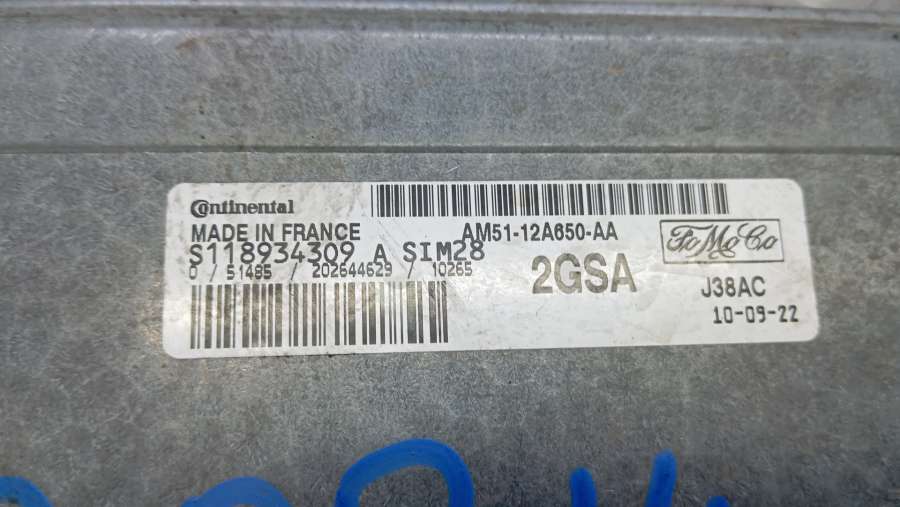 Continental
MADE IN FRANCE
S118934309 A SIM28
0 / 51485 / 202644629 / 10265
AM51-12A650-AA
2GSA
FoMoCo
J38AC
10-09-22